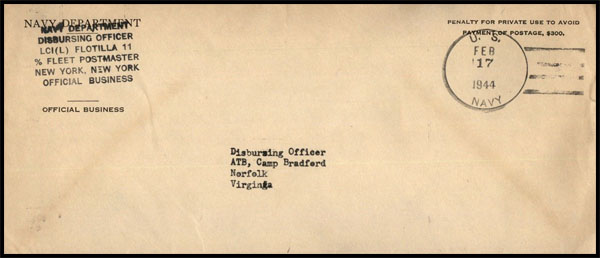 NAVY DEPARTMENT
NAVY DEPARTMENT
DISBURSING OFFICER
LCI(L) FLOTILLA 11
% FLEET POSTMASTER
NEW YORK, NEW YORK
OFFICIAL BUSINESS
OFFICIAL BUSINESS
PENALTY FOR PRIVATE USE TO AVOID
PAYMENT OF POSTAGE, $300.
U. S.
FEB
17
1944
NAVY
Disbursing Officer
ATB, Camp Bradford
Norfolk
Virginga